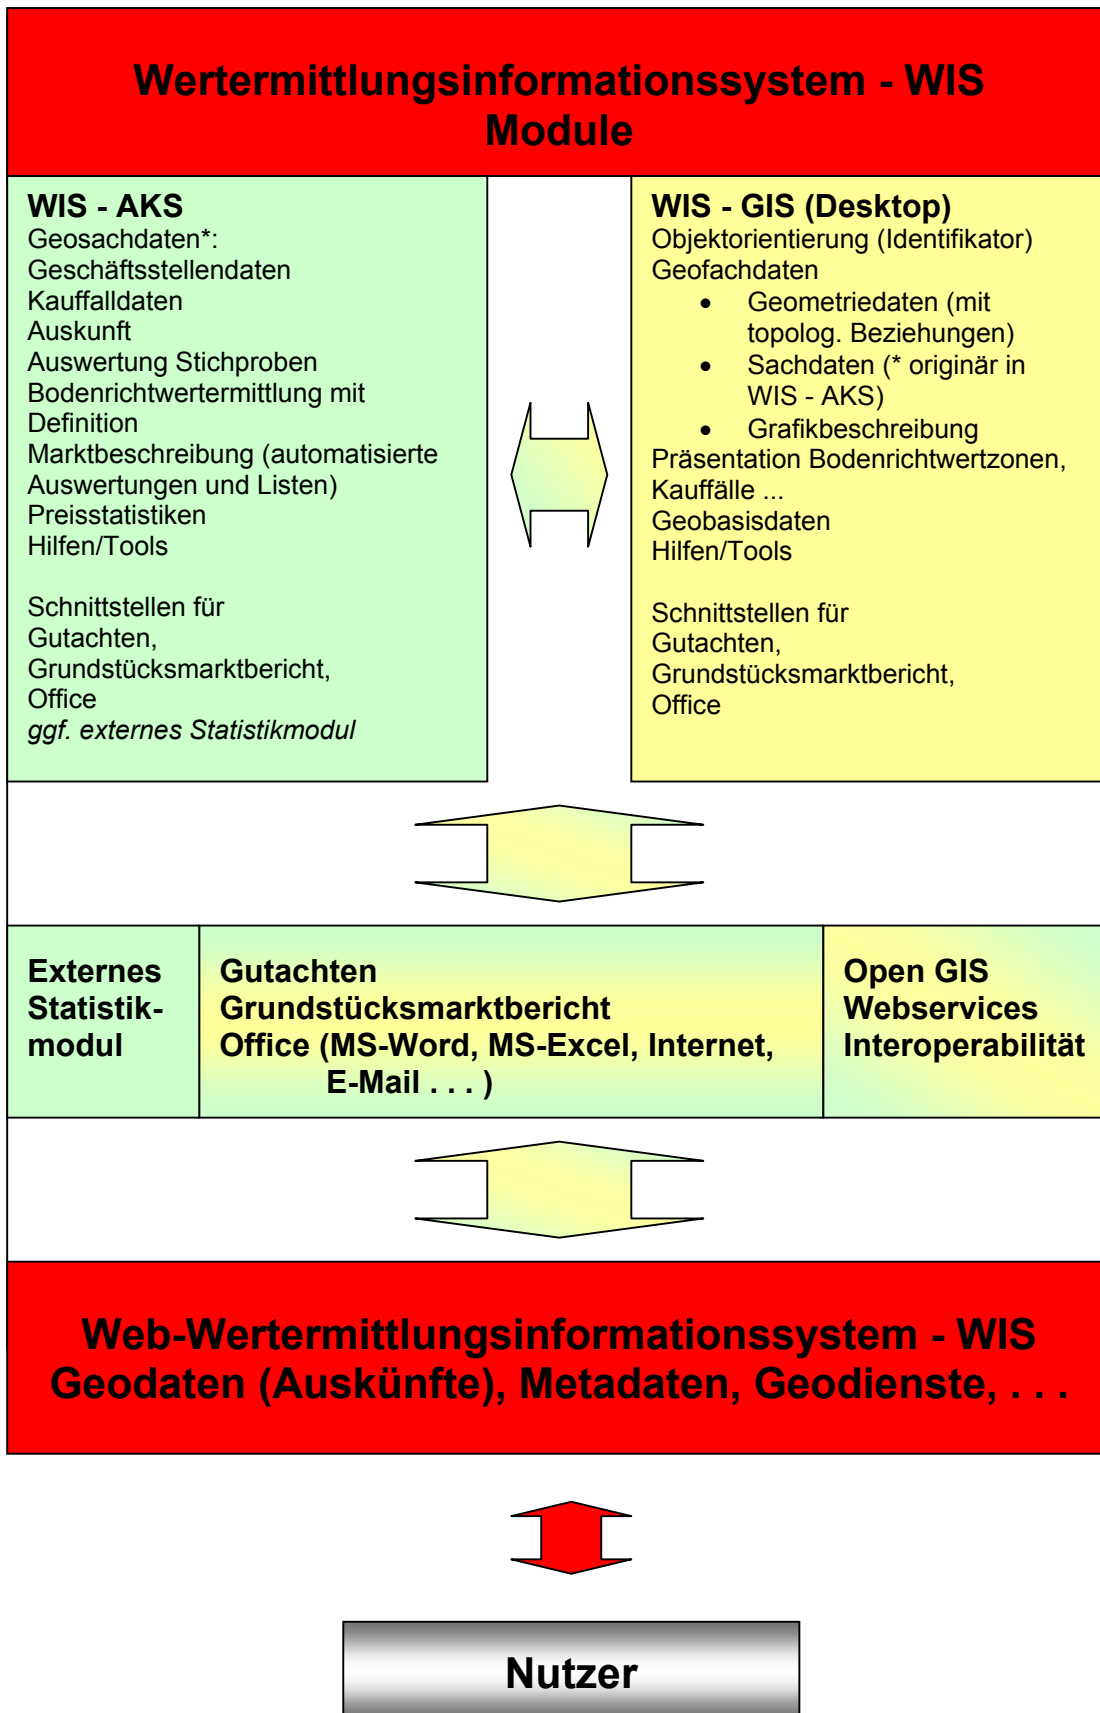 Wertermittlungsinformationssystem - WIS
Module
WIS - AKS
Geosachdaten*:
Geschäftsstellendaten
Kauffalldaten
Auskunft
Auswertung Stichproben
Bodenrichtwertermittlung mit
Definition
Marktbeschreibung (automatisierte
Auswertungen und Listen)
Preisstatistiken
Hilfen/Tools
Schnittstellen für
Gutachten,
Grundstücksmarktbericht,
Office
ggf. externes Statistikmodul
WIS - GIS (Desktop)
Objektorientierung (Identifikator)
Geofachdaten
• Geometriedaten (mit
topolog. Beziehungen)
• Sachdaten (* originär in
WIS - AKS)
• Grafikbeschreibung
Präsentation Bodenrichtwertzonen,
Kauffälle ...
Geobasisdaten
Hilfen/Tools
Schnittstellen für
Gutachten,
Grundstücksmarktbericht,
Office
Externes
Statistik-
modul
Gutachten
Grundstücksmarktbericht
Office (MS-Word, MS-Excel, Internet,
E-Mail . . . )
Open GIS
Webservices
Interoperabilität
Web-Wertermittlungsinformationssystem - WIS
Geodaten (Auskünfte), Metadaten, Geodienste, . . .
Nutzer